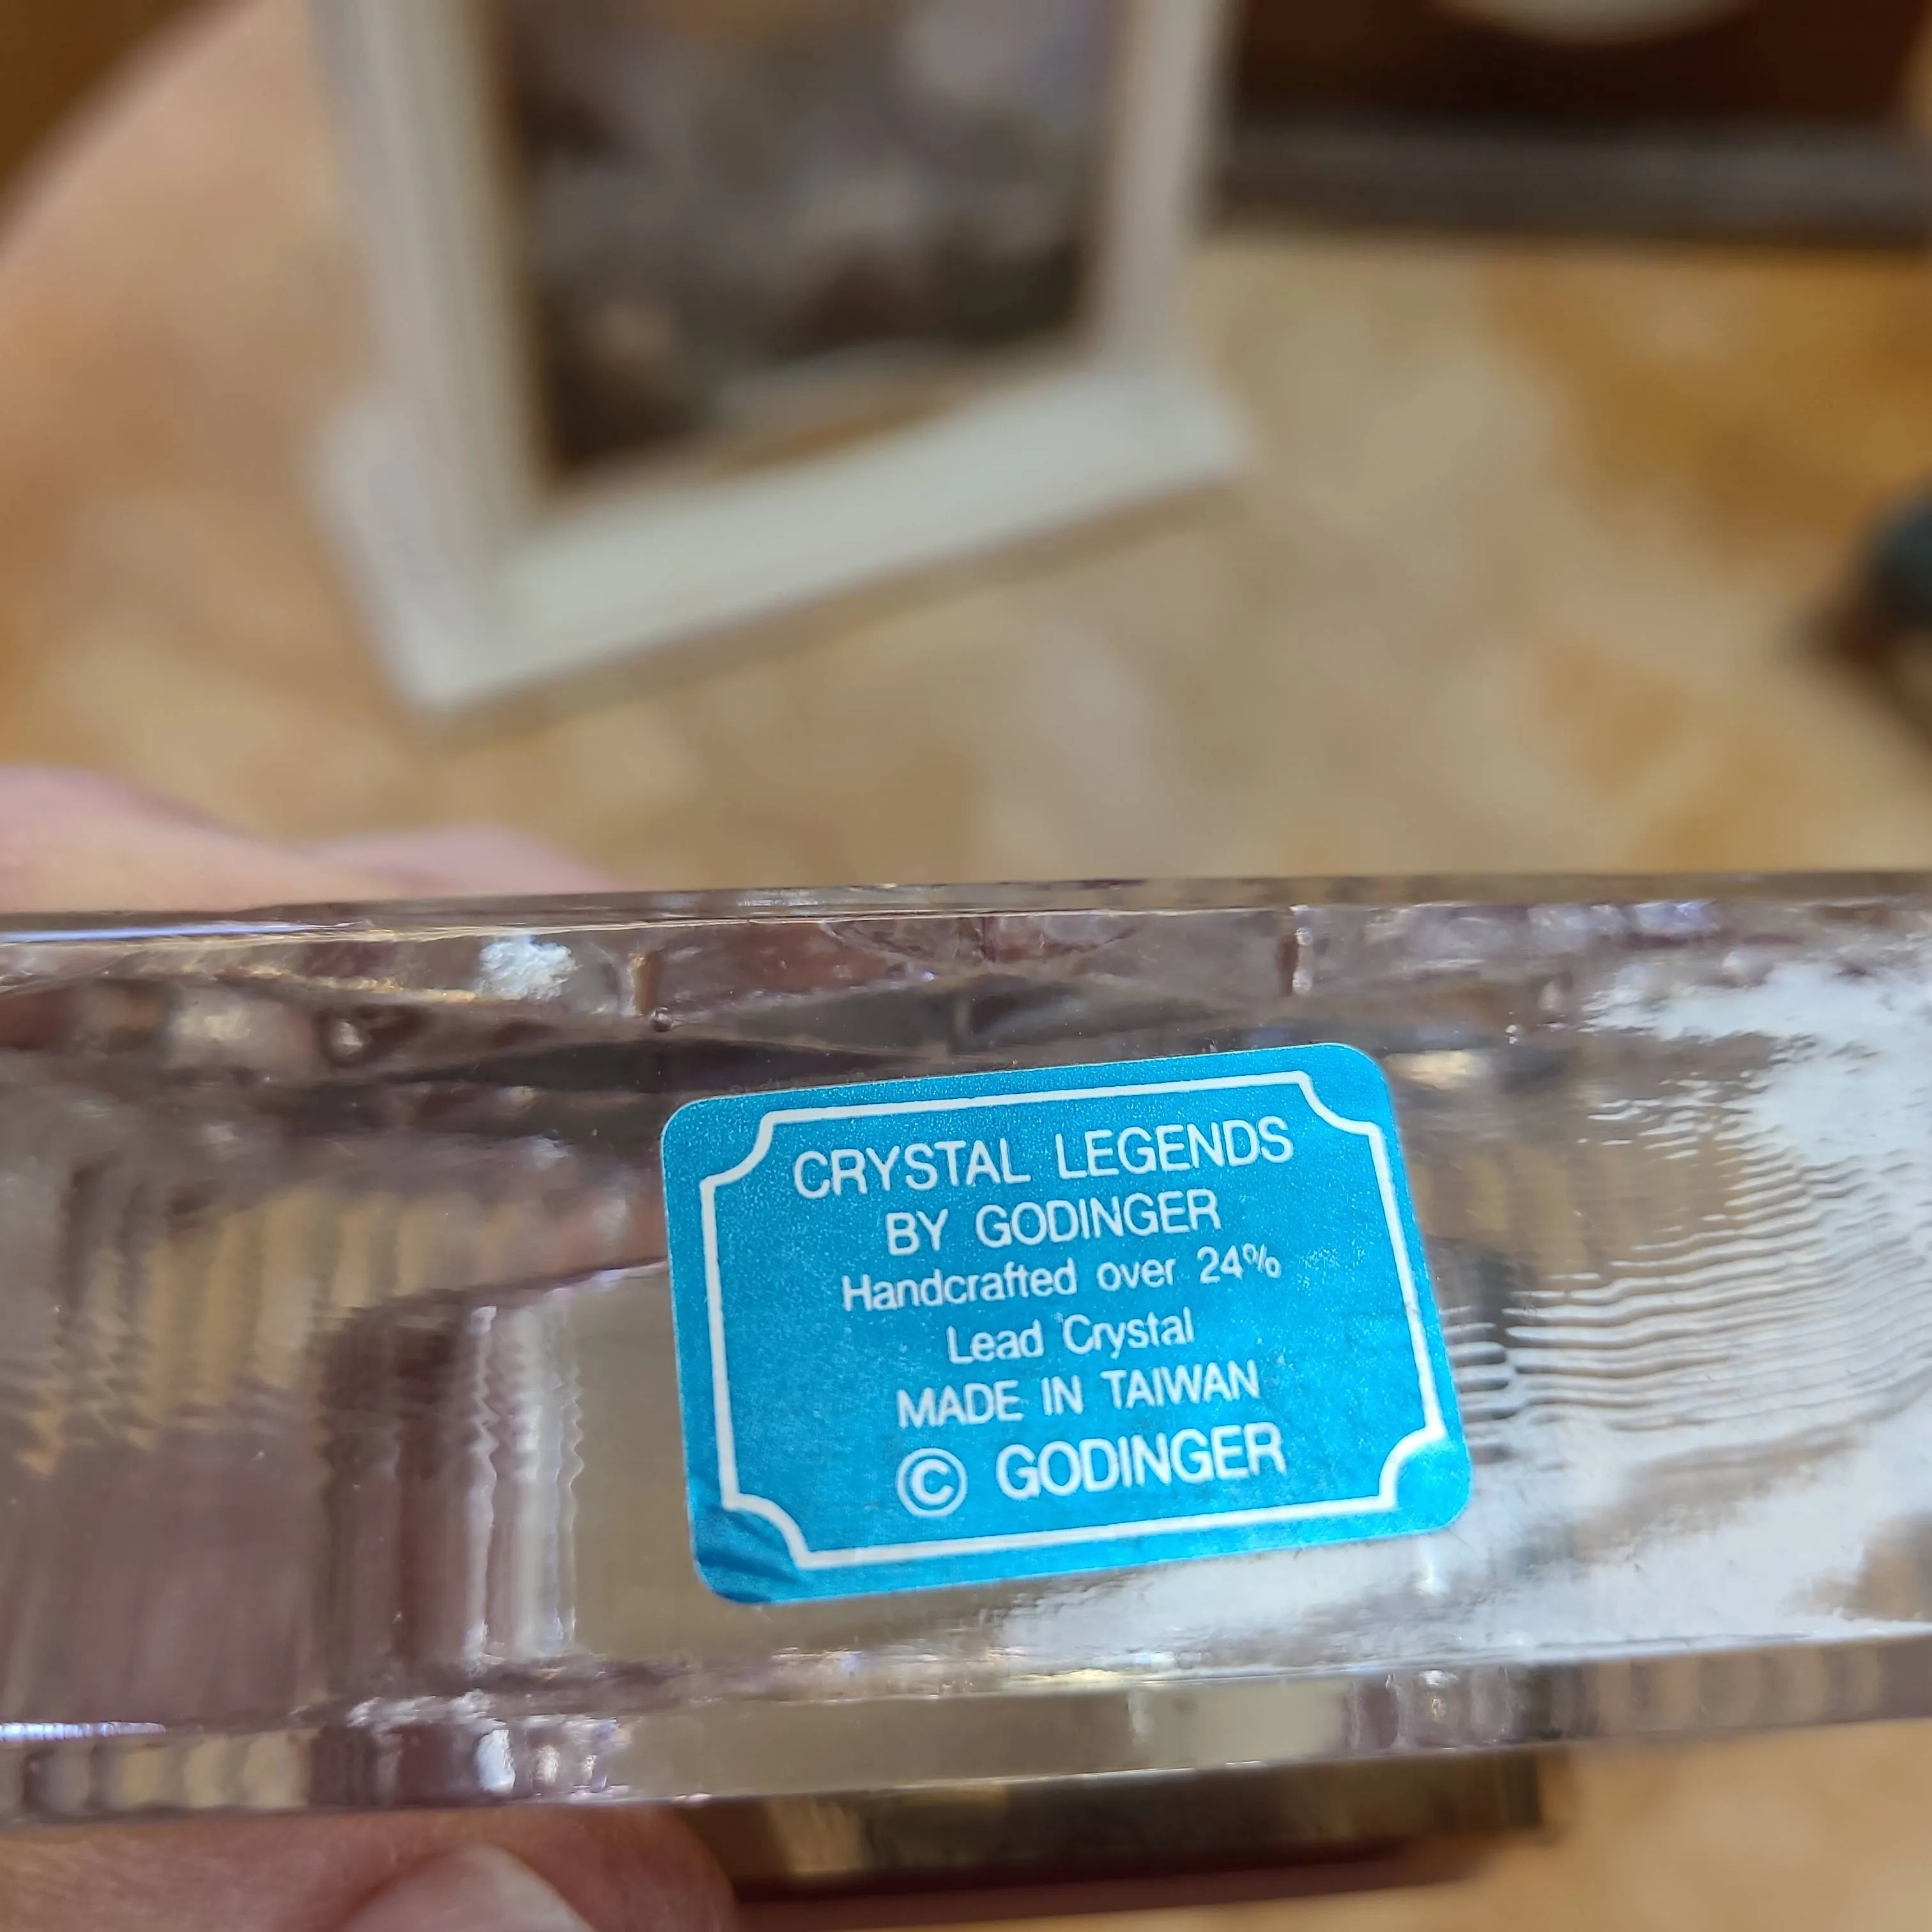 CRYSTAL LEGENDS
BY GODINGER
Handcrafted over 24%
Lead Crystal
MADE IN TAIWAN
© GODINGER